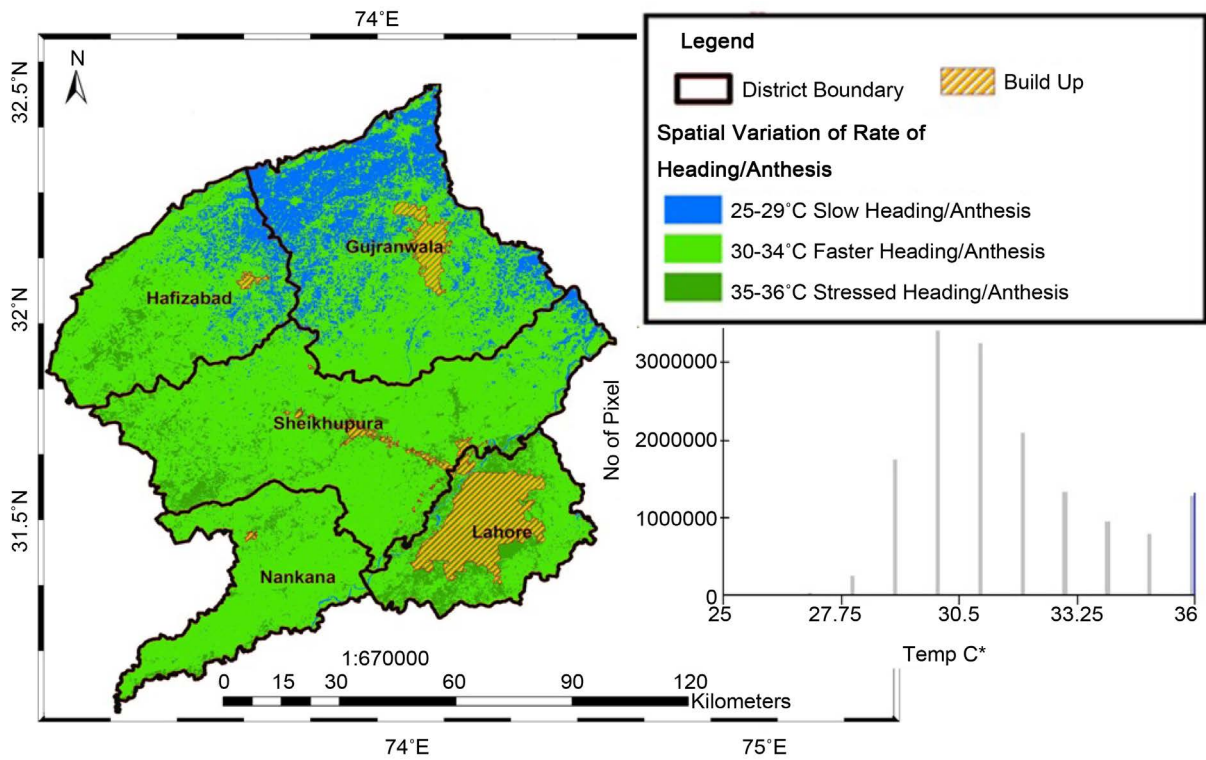 74˚E
N
32.5˚N
32˚N
31.5˚N
Gujranwala
Hafizabad
Sheikhupura
Lahore
Nankana
1:670000
0 15 30 60 90 120
Kilometers
74˚E 75˚E
Legend
District Boundary
Build Up
Spatial Variation of Rate of
Heading/Anthesis
25-29˚C Slow Heading/Anthesis
30-34˚C Faster Heading/Anthesis
35-36˚C Stressed Heading/Anthesis
No of Pixel
3000000
2000000
1000000
0
25 27.75 30.5 33.25 36
Temp C*